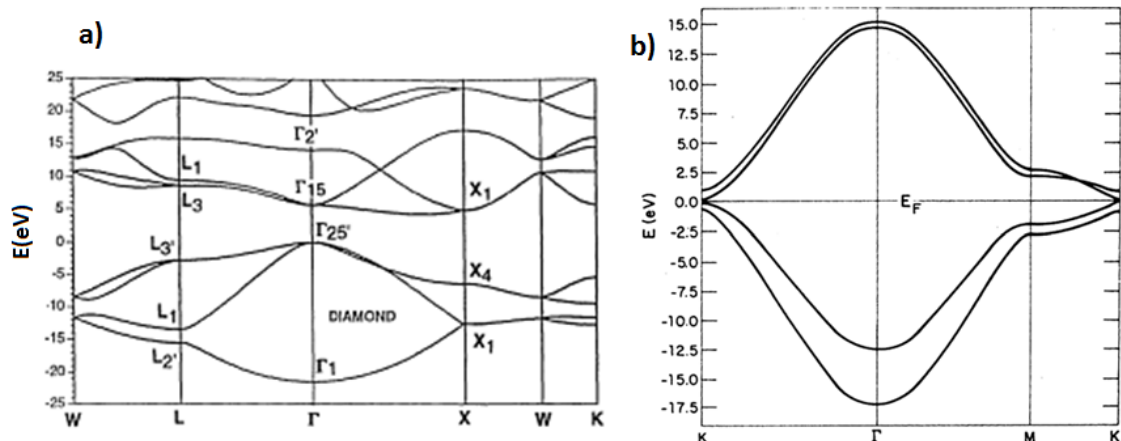 a)
E(eV)
25
20
15
10
5
0
-5
-10
-15
-20
-25
W L Γ X W K
L1
L3
L3'
L1
L2'
Γ2'
Γ15
Γ25'
DIAMOND
Γ1
X1
X4
X1
b)
E (eV)
15.0
12.5
10.0
7.5
5.0
2.5
0.0
-2.5
-5.0
-7.5
-10.0
-12.5
-15.0
-17.5
EF
K Γ M K